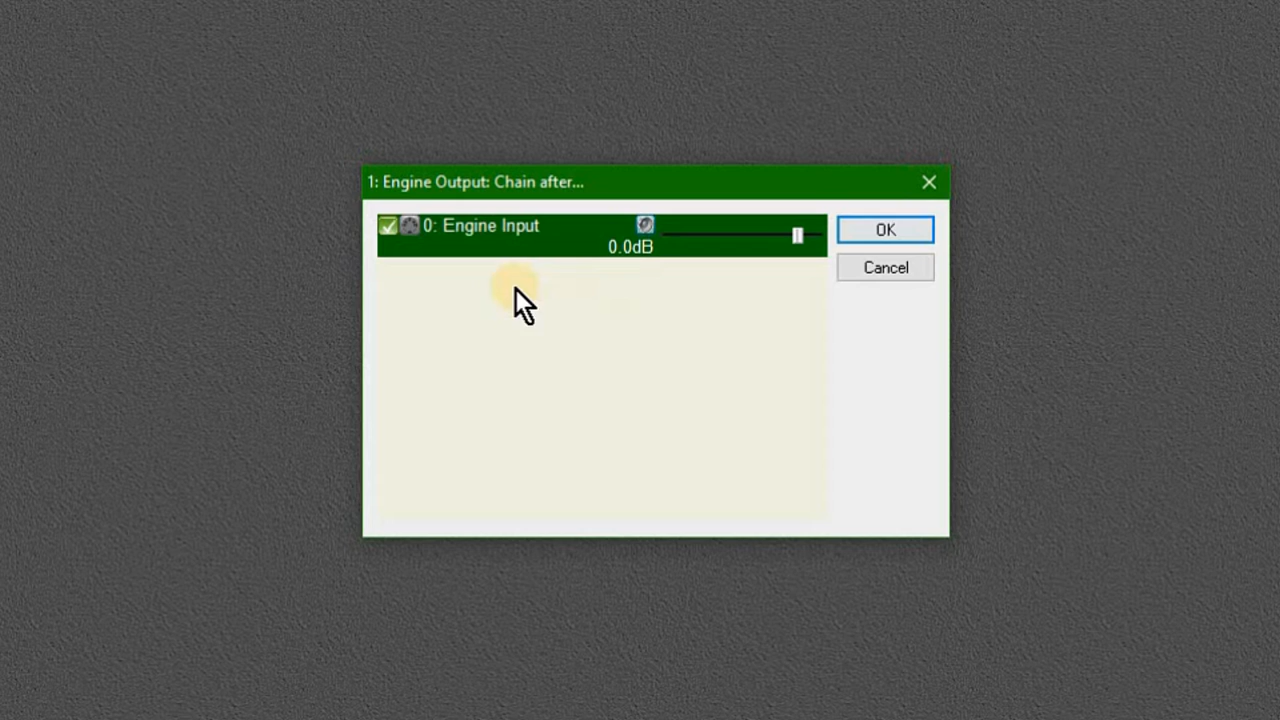 1: Engine Output: Chain after...
0: Engine Input
0.0dB
OK
Cancel